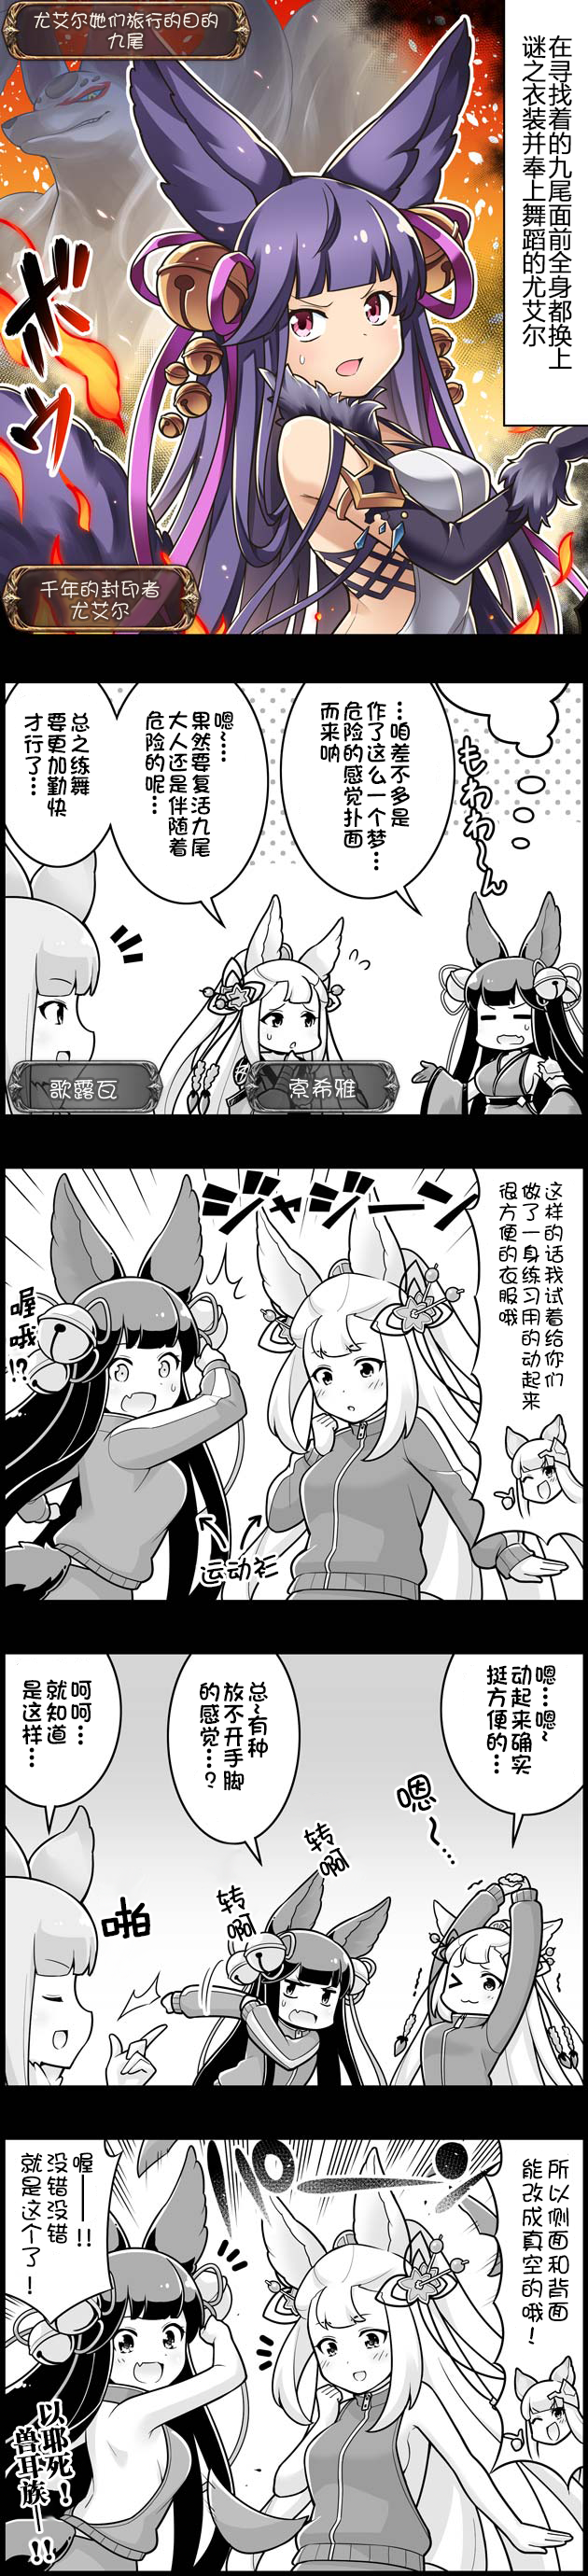 尤艾尔她们旅行的目的
九尾
在寻找着的九尾面前全身都换上
谜之衣装并奉上舞蹈的尤艾尔
ボワッ
千年的封印者
尤艾尔
…咱差不多是
作了这么一个梦…
危险的感觉扑面
而来呐
もわわ～ん
嗯~…
果然要复活九尾
大人还是伴随着
危险的呢…
总之练舞
要更加勤快
才行了…
歌露瓦
索希雅
这样的话我试着给你们
做了一身练习用的动起来
很方便的衣服哦
ジャジーン
喔哦!?
运动衫
嗯…嗯~
动起来确实
挺方便的…
嗯~…
总~有种
放不开手脚
的感觉…?
转啊
转啊
呵呵…
就知道
是这样…
啪
所以侧面和背面
能改成真空的哦!
パーン
喔——!!
没错没错
就是这个了!
以耶死!
兽耳族—!!